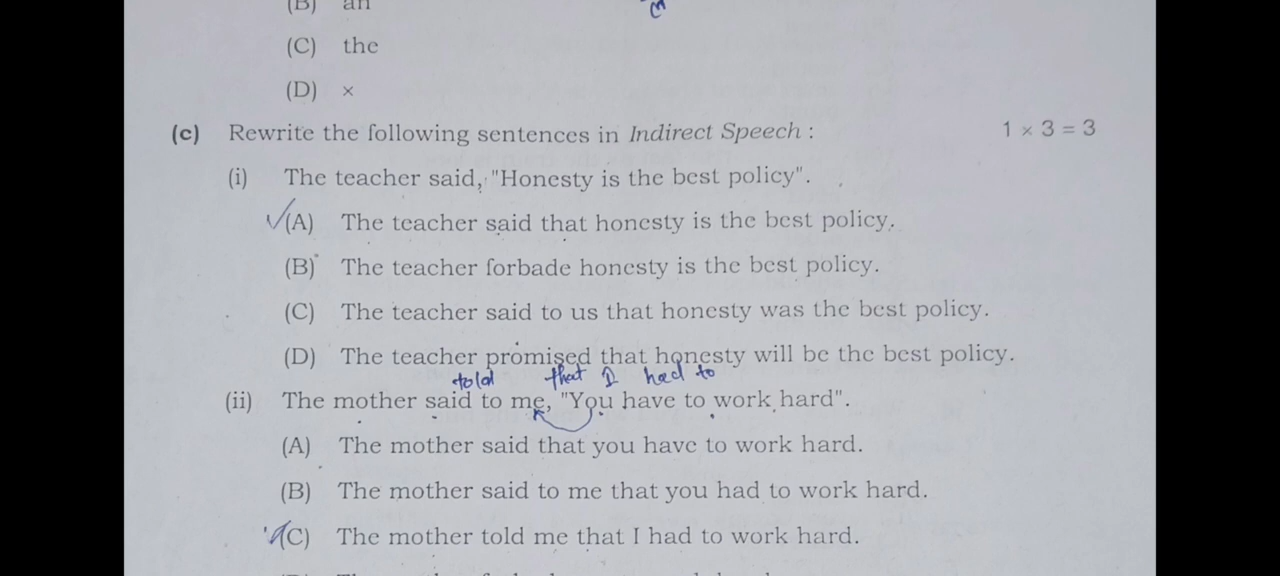 (B) an
(C) the
(D) ×
(c) Rewrite the following sentences in Indirect Speech : 1 × 3 = 3
(i) The teacher said, "Honesty is the best policy".
(A) The teacher said that honesty is the best policy.
(B) The teacher forbade honesty is the best policy.
(C) The teacher said to us that honesty was the best policy.
(D) The teacher promised that honesty will be the best policy.
told that I had to
(ii) The mother said to me, "You have to work hard".
(A) The mother said that you have to work hard.
(B) The mother said to me that you had to work hard.
(C) The mother told me that I had to work hard.